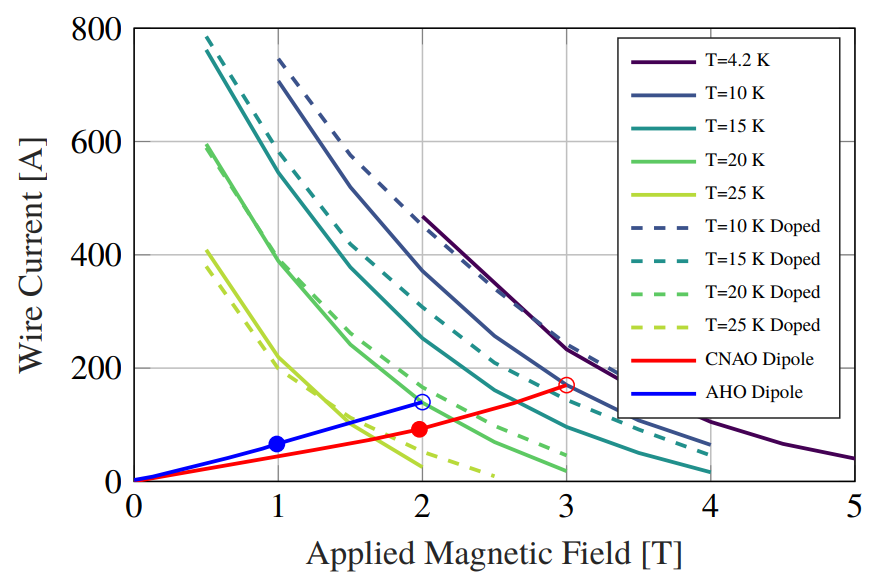 800
600
400
200
0
0
1
2
3
4
5
Wire Current [A]
Applied Magnetic Field [T]
T=4.2 K
T=10 K
T=15 K
T=20 K
T=25 K
T=10 K Doped
T=15 K Doped
T=20 K Doped
T=25 K Doped
CNAO Dipole
AHO Dipole